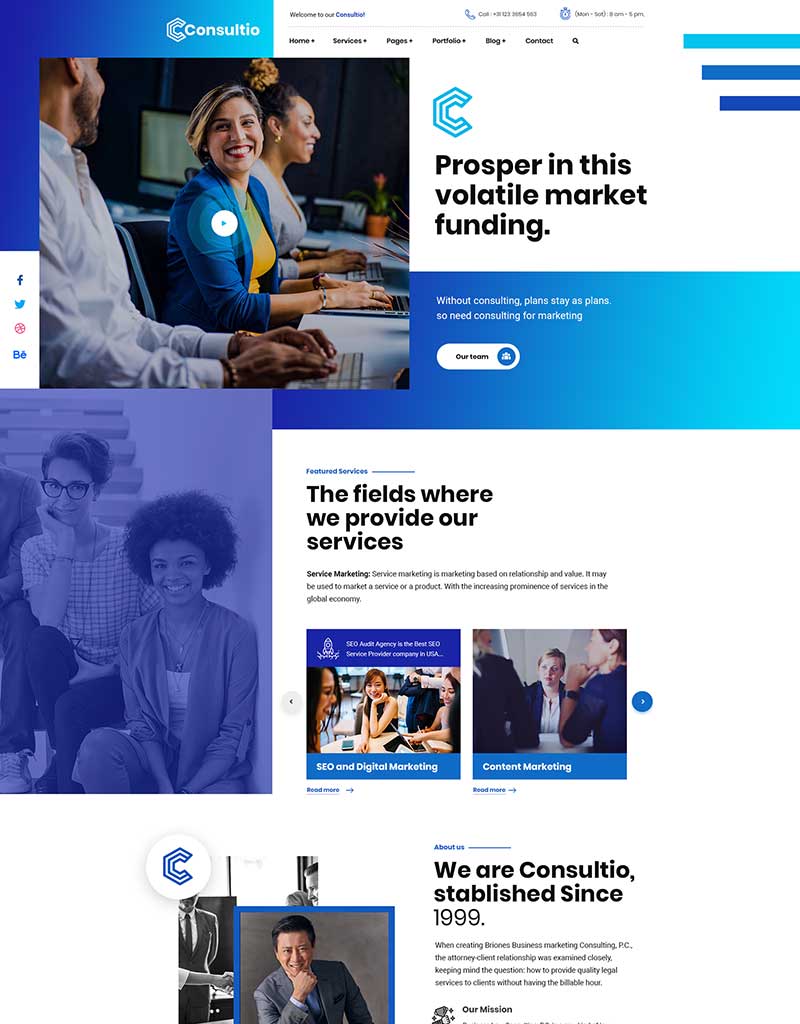 Consultio
Welcome to our Consultio!
Call : +31 123 3654 563
(Mon - Sat) : 8 am - 5 pm.
Home +
Services +
Pages +
Portfolio +
Blog +
Contact
Prosper in this
volatile market
funding.
Without consulting, plans stay as plans.
so need consulting for marketing
Our team
Bē
Featured Services
The fields where
we provide our
services
Service Marketing: Service marketing is marketing based on relationship and value. It may
be used to market a service or a product. With the increasing prominence of services in the
global economy.
SEO Audit Agency is the Best SEO
Service Provider company in USA...
SEO and Digital Marketing
Content Marketing
Read more
Read more
About us
We are Consultio,
stablished Since
1999.
When creating Briones Business marketing Consulting, P.C.,
the attorney-client relationship was examined closely,
keeping mind the question: how to provide quality legal
services to clients without having the billable hour.
Our Mission